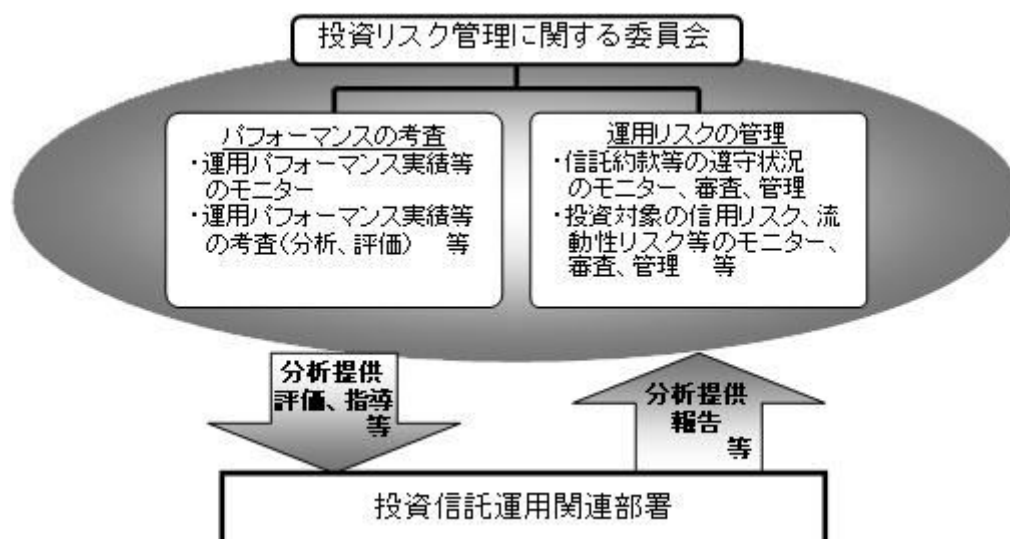 投資リスク管理に関する委員会
パフォーマンスの考査
・運用パフォーマンス実績等
のモニター
・運用パフォーマンス実績等
の考査(分析、評価) 等
運用リスクの管理
・信託約款等の遵守状況
のモニター、審査、管理
・投資対象の信用リスク、流
動性リスク等のモニター、
審査、管理 等
分析提供
評価、指導
等
分析提供
報告
等
投資信託運用関連部署